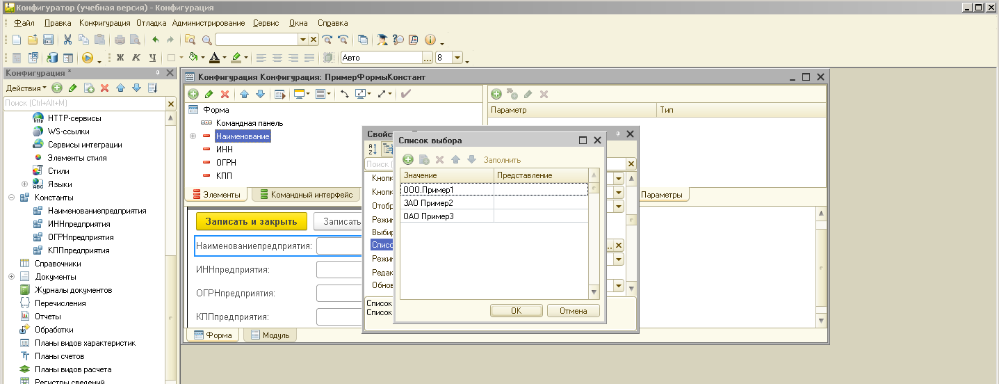 Конфигуратор (учебная версия) - Конфигурация
Файл Правка Конфигурация Отладка Администрирование Сервис Окна Справка
Ж К Ч Авто ... 8
Конфигурация *
Действия
Поиск (Ctrl+Alt+M)
HTTP-сервисы
WS-ссылки
Сервисы интеграции
Элементы стиля
Стили
Языки
Константы
Наименованиепредприятия
ИННпредприятия
ОГРНпредприятия
КПППредприятия
Справочники
Документы
Журналы документов
Перечисления
Отчеты
Обработки
Планы видов характеристик
Планы счетов
Планы видов расчета
Регистры сведений
Конфигурация Конфигурация: ПримерФормыКонстант
Форма
Командная панель
Наименование
ИНН
ОГРН
КПП
Элементы
Командный интерфейс
Параметр Тип
Параметры
Записать и закрыть
Записать
Наименованиепредприятия:
ИННпредприятия:
ОГРНпредприятия:
КПППредприятия:
Форма
Модуль
Поиск
Кнопк
Кнопк
Отобр
Режим
Выбир
Списо
Режим
Редак
Обнов
Список
Список
Список выбора
Заполнить
Значение Представление
ООО.Пример1
ЗАО Пример2
ОАО Пример3
OK Отмена